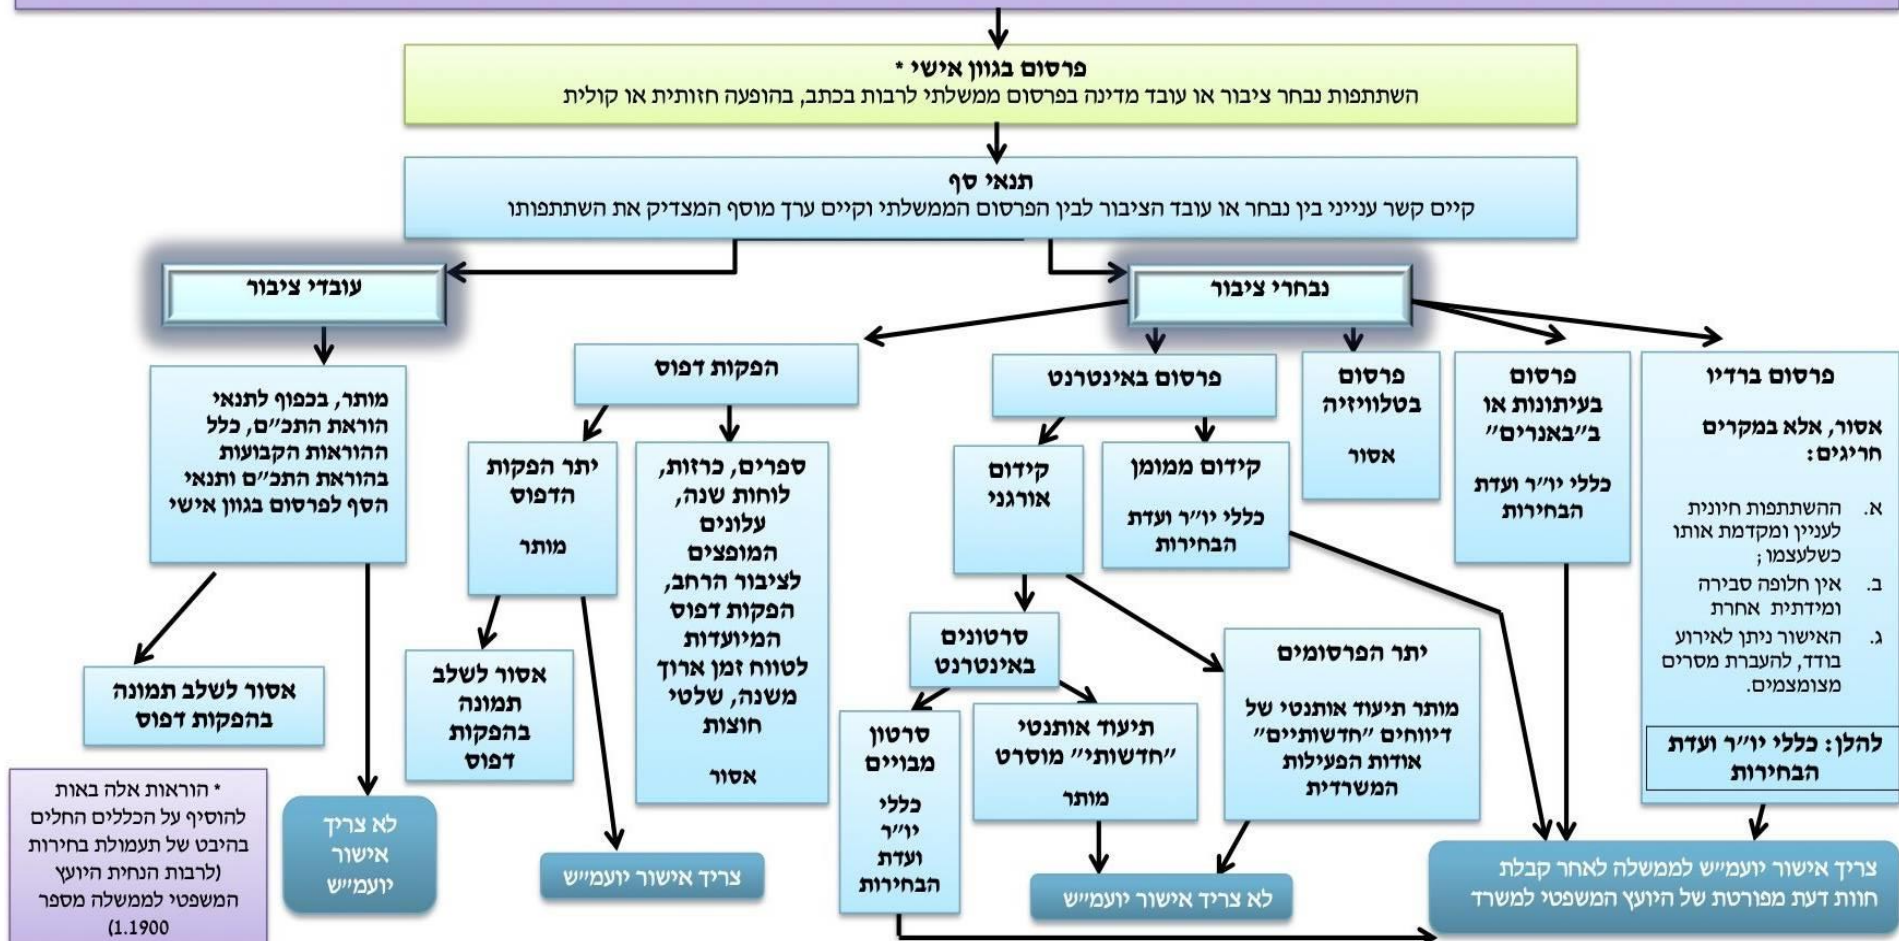 פרסום בגוון אישי *
השתתפות נבחר ציבור או עובד מדינה בפרסום ממשלתי לרבות בכתב, בהופעה חזותית או קולית
תנאי סף
קיים קשר ענייני בין נבחר או עובד הציבור לבין הפרסום הממשלתי וקיים ערך מוסף המצדיק את השתתפותו
נבחרי ציבור
עובדי ציבור
פרסום ברדיו
אסור, אלא במקרים
חריגים:
א. ההשתתפות חיונית
לעניין ומקדמת אותו
כשלעצמו;
ב. אין חלופה סבירה
ומידתית אחרת
ג. האישור ניתן לאירוע
בודד, להעברת מסרים
מצומצמים.
להלן: כללי יו״ר ועדת
הבחירות
פרסום
בעיתונות או
ב״באנרים״
כללי יו״ר ועדת
הבחירות
פרסום
בטלוויזיה
אסור
פרסום באינטרנט
קידום ממומן
כללי יו״ר ועדת
הבחירות
קידום
אורגני
יתר הפרסומים
מותר תיעוד אותנטי של
דיווחים ״חדשותיים״
אודות הפעילות
המשרדית
סרטונים
באינטרנט
תיעוד אותנטי
״חדשותי״ מוסרט
מותר
סרטון
מבויים
כללי
יו״ר
ועדת
הבחירות
צריך אישור יועמ״ש לממשלה לאחר קבלת
חוות דעת מפורטת של היועץ המשפטי למשרד
לא צריך אישור יועמ״ש
הפקות דפוס
ספרים, כרזות,
לוחות שנה,
עלונים
המופצים
לציבור הרחב,
הפקות דפוס
המיועדות
לטווח זמן ארוך
משנה, שלטי
חוצות
אסור
יתר הפקות
הדפוס
מותר
אסור לשלב
תמונה
בהפקות
דפוס
צריך אישור יועמ״ש
מותר, בכפוף לתנאי
הוראת התכ״ם, כלל
ההוראות הקבועות
בהוראת התכ״ם ותנאי
הסף לפרסום בגוון אישי
אסור לשלב תמונה
בהפקות דפוס
לא צריך
אישור
יועמ״ש
* הוראות אלה באות
להוסיף על הכללים החלים
בהיבט של תעמולת בחירות
(לרבות הנחית היועץ
המשפטי לממשלה מספר
1.1900)